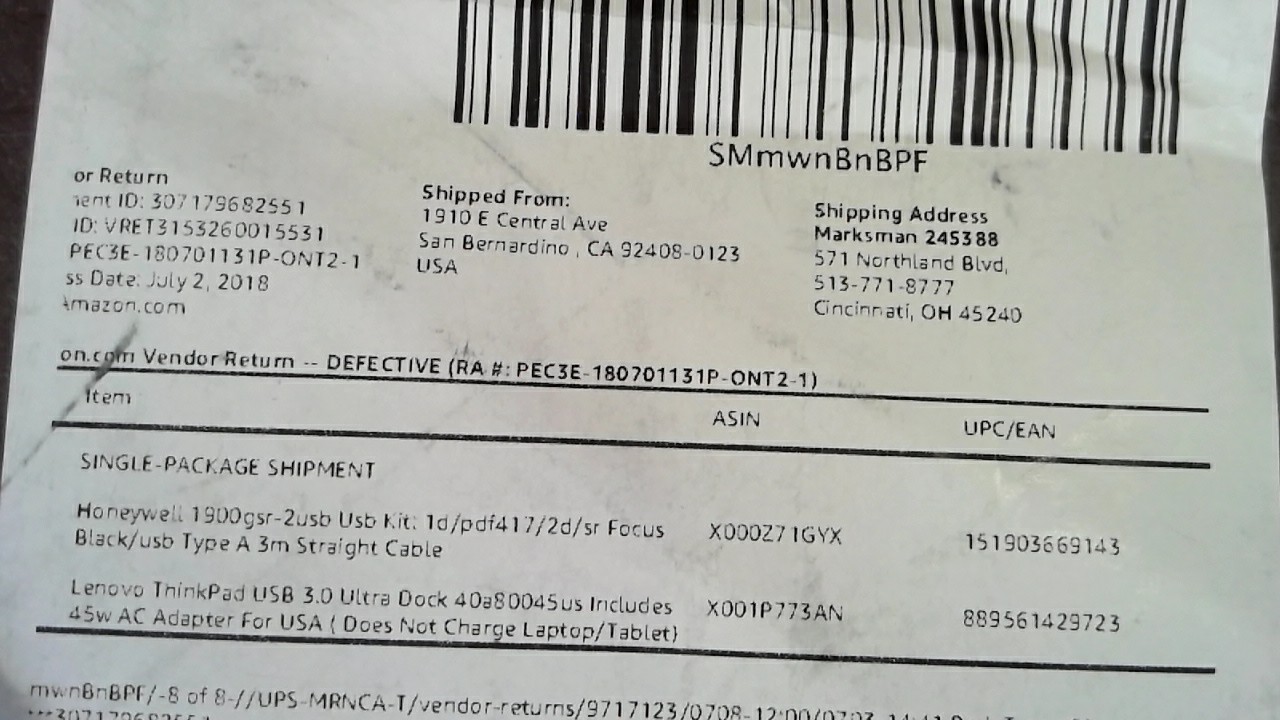 SMmwnBnBPF
or Return
ent ID: 307179682551
ID: VRET3153260015531
PEC3E-180701131P-ONT2-1
ss Date: July 2, 2018
Amazon.com
Shipped From:
1910 E Central Ave
San Bernardino , CA 92408-0123
USA
Shipping Address
Marksman 245388
571 Northland Blvd,
513-771-8777
Cincinnati, OH 45240
on.com Vendor Return -- DEFECTIVE (RA #: PEC3E-180701131P-ONT2-1)
Item ASIN UPC/EAN
SINGLE-PACKAGE SHIPMENT
Honeywell 1900gsr-2usb Usb Kit: 1d/pdf417/2d/sr Focus X000Z71GYX 151903669143
Black/usb Type A 3m Straight Cable
Lenovo ThinkPad USB 3.0 Ultra Dock 40a80045us Includes X001P773AN 889561429723
45w AC Adapter For USA ( Does Not Charge Laptop/Tablet)
mwnBnBPF/-8 of 8-//UPS-MRNCA-T/vendor-returns/9717123/0708-12:00/0703